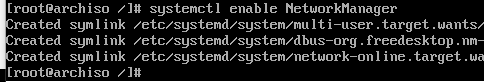 [root@archiso /]# systemctl enable NetworkManager
Created symlink /etc/systemd/system/multi-user.target.wants/
Created symlink /etc/systemd/system/dbus-org.freedesktop.nm-
Created symlink /etc/systemd/system/network-online.target.wa
[root@archiso /]#